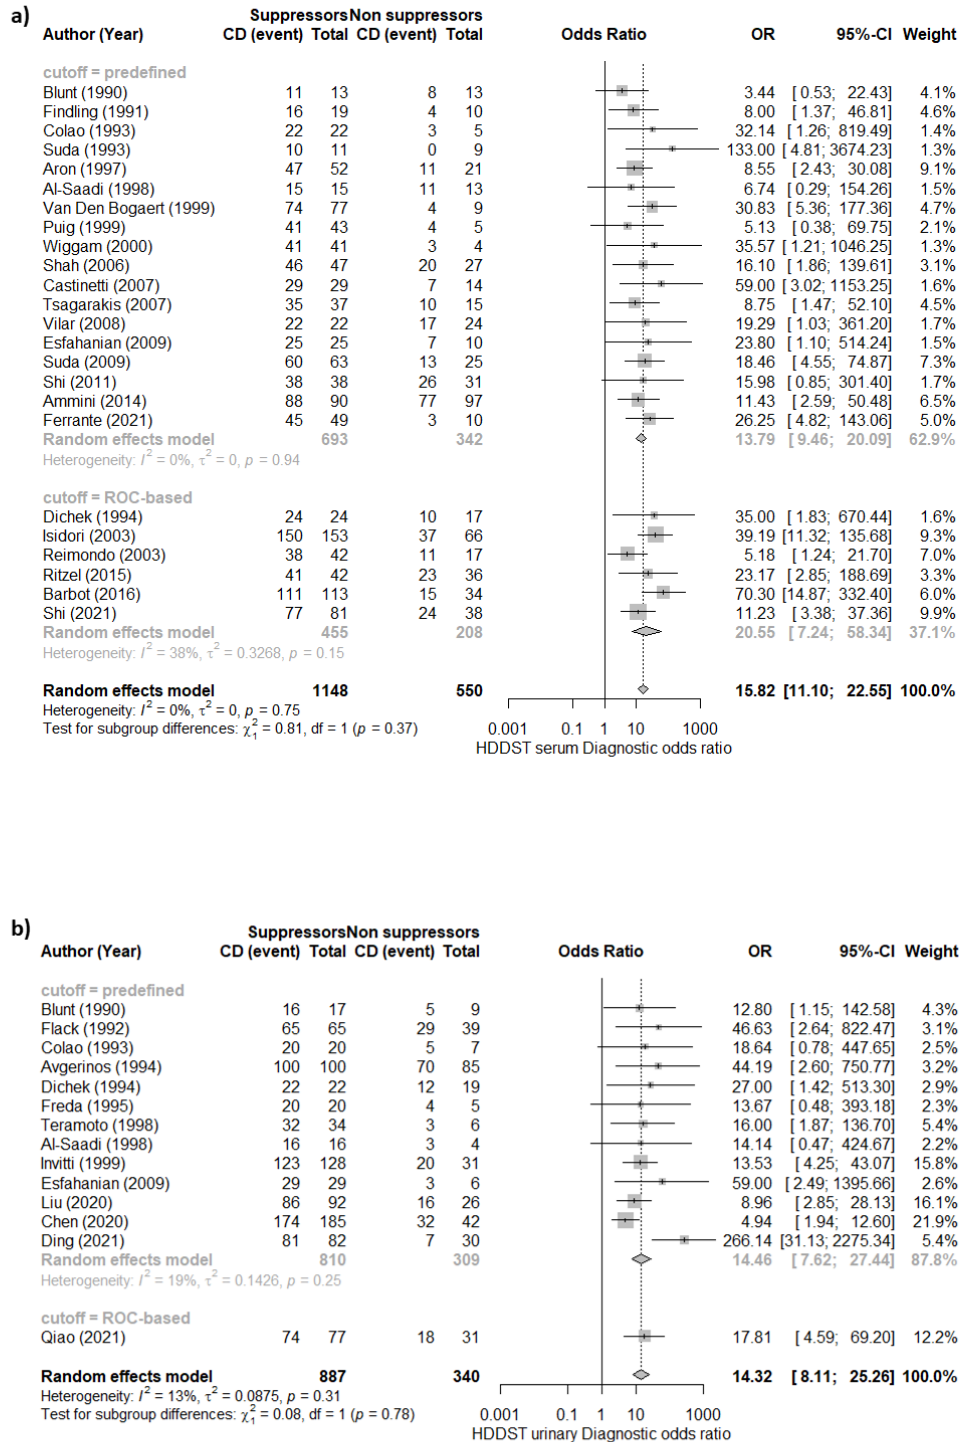 a)
Suppressors Non suppressors
Author (Year) CD (event) Total CD (event) Total Odds Ratio OR 95%-CI Weight
cutoff = predefined
Blunt (1990) 11 13 8 13 3.44 [ 0.53; 22.43] 4.1%
Findling (1991) 16 19 4 10 8.00 [ 1.37; 46.81] 4.6%
Colao (1993) 22 22 3 5 32.14 [ 1.26; 819.49] 1.4%
Suda (1993) 10 11 0 9 133.00 [ 4.81; 3674.23] 1.3%
Aron (1997) 47 52 11 21 8.55 [ 2.43; 30.08] 9.1%
Al-Saadi (1998) 15 15 11 13 6.74 [ 0.29; 154.26] 1.5%
Van Den Bogaert (1999) 74 77 4 9 30.83 [ 5.36; 177.36] 4.7%
Puig (1999) 41 43 4 5 5.13 [ 0.38; 69.75] 2.1%
Wiggam (2000) 41 41 3 4 35.57 [ 1.21; 1046.25] 1.3%
Shah (2006) 46 47 20 27 16.10 [ 1.86; 139.61] 3.1%
Castinetti (2007) 29 29 7 14 59.00 [ 3.02; 1153.25] 1.6%
Tsagarakis (2007) 35 37 10 15 8.75 [ 1.47; 52.10] 4.5%
Vilar (2008) 22 22 17 24 19.29 [ 1.03; 361.20] 1.7%
Esfahanian (2009) 25 25 7 10 23.80 [ 1.10; 514.24] 1.5%
Suda (2009) 60 63 13 25 18.46 [ 4.55; 74.87] 7.3%
Shi (2011) 38 38 26 31 15.98 [ 0.85; 301.40] 1.7%
Ammini (2014) 88 90 77 97 11.43 [ 2.59; 50.48] 6.5%
Ferrante (2021) 45 49 3 10 26.25 [ 4.82; 143.06] 5.0%
Random effects model 693 342 13.79 [ 9.46; 20.09] 62.9%
Heterogeneity: I² = 0%, τ² = 0, p = 0.94
cutoff = ROC-based
Dichek (1994) 24 24 10 17 35.00 [ 1.83; 670.44] 1.6%
Isidori (2003) 150 153 37 66 39.19 [11.32; 135.68] 9.3%
Reimondo (2003) 38 42 11 17 5.18 [ 1.24; 21.70] 7.0%
Ritzel (2015) 41 42 23 36 23.17 [ 2.85; 188.69] 3.3%
Barbot (2016) 111 113 15 34 70.30 [14.87; 332.40] 6.0%
Shi (2021) 77 81 24 38 11.23 [ 3.38; 37.36] 9.9%
Random effects model 455 208 20.55 [ 7.24; 58.34] 37.1%
Heterogeneity: I² = 38%, τ² = 0.3268, p = 0.15
Random effects model 1148 550 15.82 [11.10; 22.55] 100.0%
Heterogeneity: I² = 0%, τ² = 0, p = 0.75
Test for subgroup differences: χ²₁ = 0.81, df = 1 (p = 0.37)
0.001 0.1 1 10 1000
HDDST serum Diagnostic odds ratio
b)
SuppressorsNon suppressors
Author (Year) CD (event) Total CD (event) Total Odds Ratio OR 95%-CI Weight
cutoff = predefined
Blunt (1990) 16 17 5 9 12.80 [ 1.15; 142.58] 4.3%
Flack (1992) 65 65 29 39 46.63 [ 2.64; 822.47] 3.1%
Colao (1993) 20 20 5 7 18.64 [ 0.78; 447.65] 2.5%
Avgerinos (1994) 100 100 70 85 44.19 [ 2.60; 750.77] 3.2%
Dichek (1994) 22 22 12 19 27.00 [ 1.42; 513.30] 2.9%
Freda (1995) 20 20 4 5 13.67 [ 0.48; 393.18] 2.3%
Teramoto (1998) 32 34 3 6 16.00 [ 1.87; 136.70] 5.4%
Al-Saadi (1998) 16 16 3 4 14.14 [ 0.47; 424.67] 2.2%
Invitti (1999) 123 128 20 31 13.53 [ 4.25; 43.07] 15.8%
Esfahanian (2009) 29 29 3 6 59.00 [ 2.49; 1395.66] 2.6%
Liu (2020) 86 92 16 26 8.96 [ 2.85; 28.13] 16.1%
Chen (2020) 174 185 32 42 4.94 [ 1.94; 12.60] 21.9%
Ding (2021) 81 82 7 30 266.14 [31.13; 2275.34] 5.4%
Random effects model 810 309 14.46 [ 7.62; 27.44] 87.8%
Heterogeneity: I² = 19%, τ² = 0.1426, p = 0.25
cutoff = ROC-based
Qiao (2021) 74 77 18 31 17.81 [ 4.59; 69.20] 12.2%
Random effects model 887 340 14.32 [ 8.11; 25.26] 100.0%
Heterogeneity: I² = 13%, τ² = 0.0875, p = 0.31
Test for subgroup differences: χ²₁ = 0.08, df = 1 (p = 0.78)
0.001 0.1 1 10 1000
HDDST urinary Diagnostic odds ratio